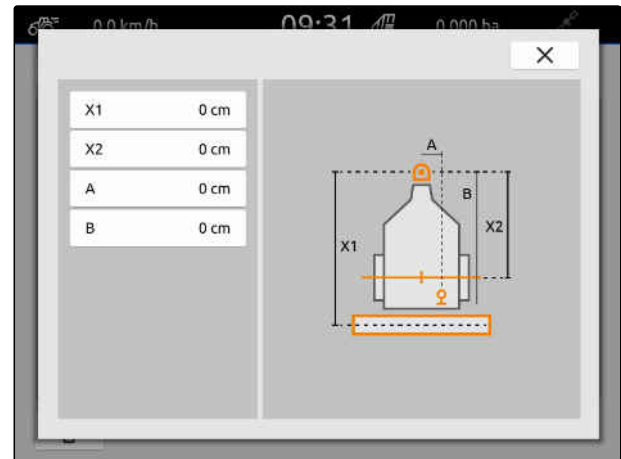 0.0 km/h 09:31 0.000 ha
X1 0 cm
X2 0 cm
A 0 cm
B 0 cm
A
B
X2
X1